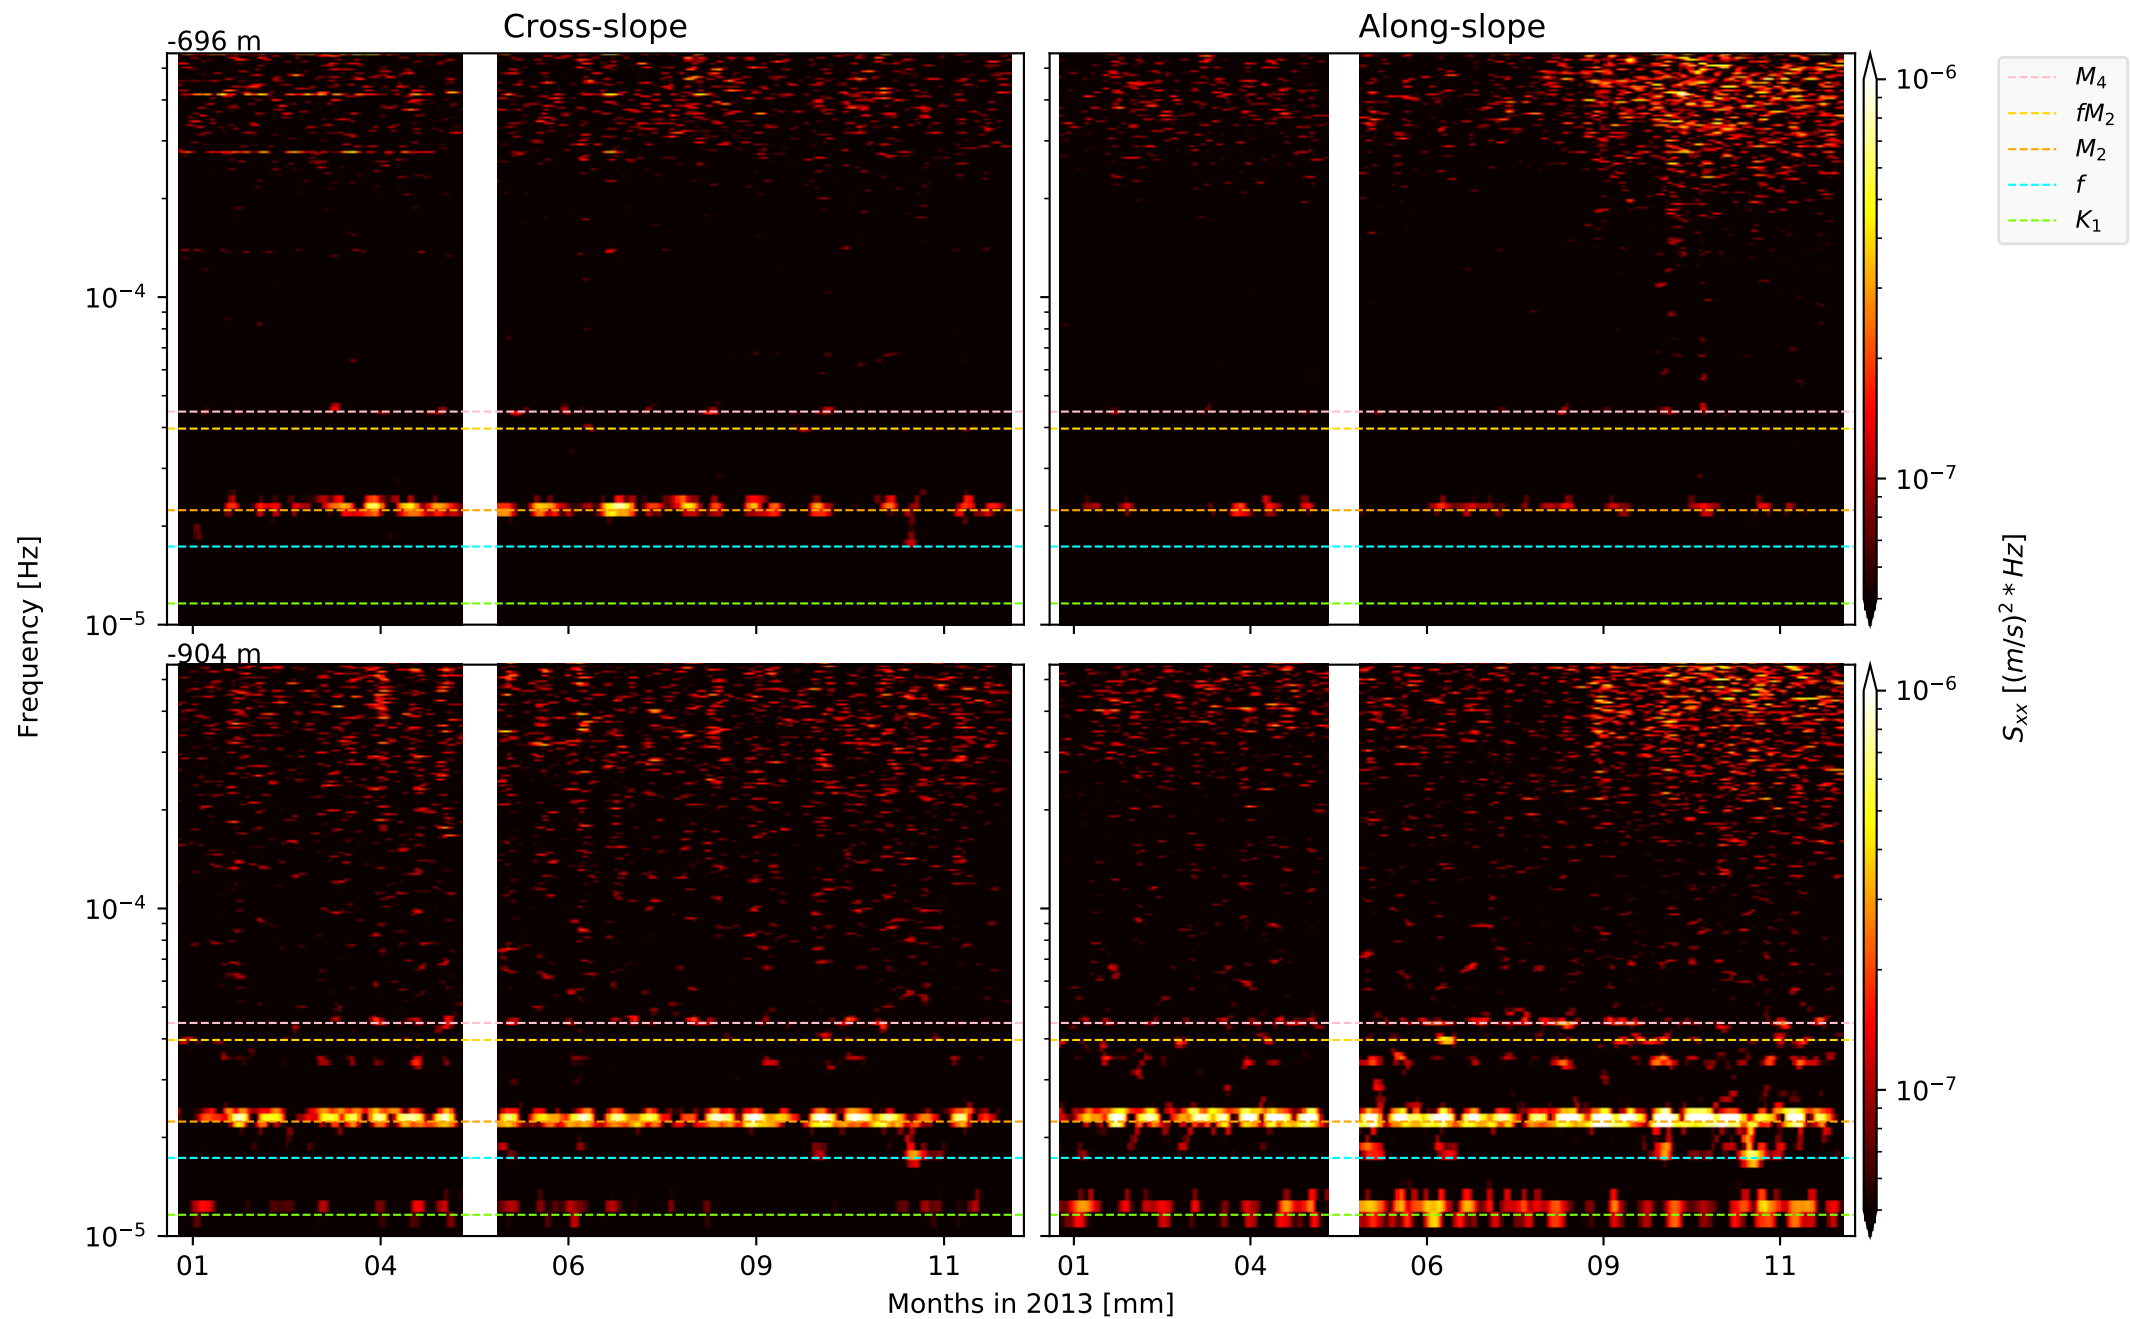 Cross-slope
Along-slope
-696 m
10⁻⁴
10⁻⁵
10⁻⁶
10⁻⁷
M₄
fM₂
M₂
f
K₁
-904 m
10⁻⁴
10⁻⁵
10⁻⁶
10⁻⁷
Frequency [Hz]
Sₓₓ [(m/s)² * Hz]
01 04 06 09 11
01 04 06 09 11
Months in 2013 [mm]